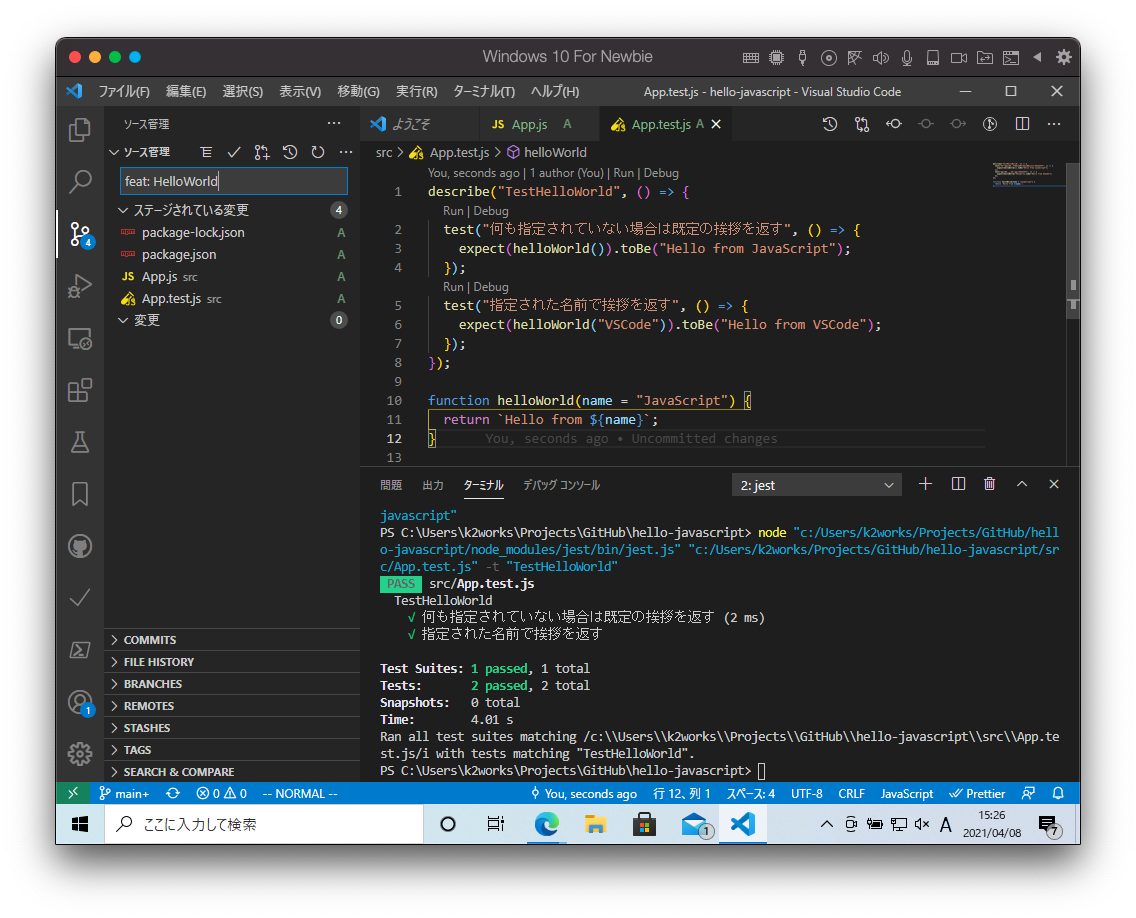 Windows 10 For Newbie
ファイル(F) 編集(E) 選択(S) 表示(V) 移動(G) 実行(R) ターミナル(T) ヘルプ(H) App.test.js - hello-javascript - Visual Studio Code
ソース管理
ソース管理
feat: HelloWorld
ステージされている変更 4
package-lock.json A
package.json A
JS App.js src A
App.test.js src A
変更 0
4
1
COMMITS
FILE HISTORY
BRANCHES
REMOTES
STASHES
TAGS
SEARCH & COMPARE
ようこそ JS App.js A App.test.js A
src > App.test.js > helloWorld
You, seconds ago | 1 author (You) | Run | Debug
1 describe("TestHelloWorld", () => {
Run | Debug
2 test("何も指定されていない場合は既定の挨拶を返す", () => {
3 expect(helloWorld()).toBe("Hello from JavaScript");
4 });
Run | Debug
5 test("指定された名前で挨拶を返す", () => {
6 expect(helloWorld("VSCode")).toBe("Hello from VSCode");
7 });
8 });
9
10 function helloWorld(name = "JavaScript") {
11 return `Hello from ${name}`;
12 } You, seconds ago • Uncommitted changes
13
問題 出力 ターミナル デバッグ コンソール 2: jest
javascript"
PS C:\Users\k2works\Projects\GitHub\hello-javascript> node "c:/Users/k2works/Projects/GitHub/hell
o-javascript/node_modules/jest/bin/jest.js" "c:/Users/k2works/Projects/GitHub/hello-javascript/sr
c/App.test.js" -t "TestHelloWorld"
PASS src/App.test.js
TestHelloWorld
√ 何も指定されていない場合は既定の挨拶を返す (2 ms)
√ 指定された名前で挨拶を返す
Test Suites: 1 passed, 1 total
Tests: 2 passed, 2 total
Snapshots: 0 total
Time: 4.01 s
Ran all test suites matching /c:\\Users\\k2works\\Projects\\GitHub\\hello-javascript\\src\\App.te
st.js/i with tests matching "TestHelloWorld".
PS C:\Users\k2works\Projects\GitHub\hello-javascript>
main+ 0 0 -- NORMAL -- You, seconds ago 行 12、列 1 スペース: 4 UTF-8 CRLF JavaScript Prettier
ここに入力して検索 1 A 15:26
2021/04/08 7